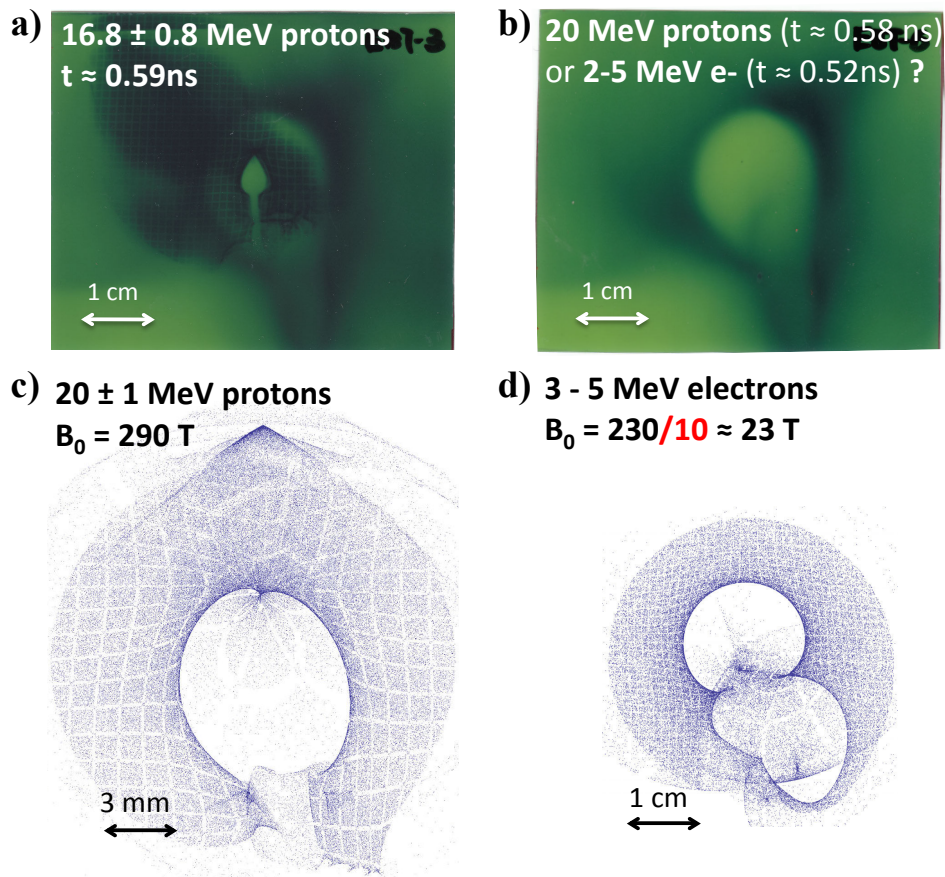 a) 16.8 ± 0.8 MeV protons
t ≈ 0.59ns
1 cm
b) 20 MeV protons (t ≈ 0.58 ns)
or 2-5 MeV e- (t ≈ 0.52ns) ?
1 cm
c) 20 ± 1 MeV protons
B₀ = 290 T
3 mm
d) 3 - 5 MeV electrons
B₀ = 230/10 ≈ 23 T
1 cm